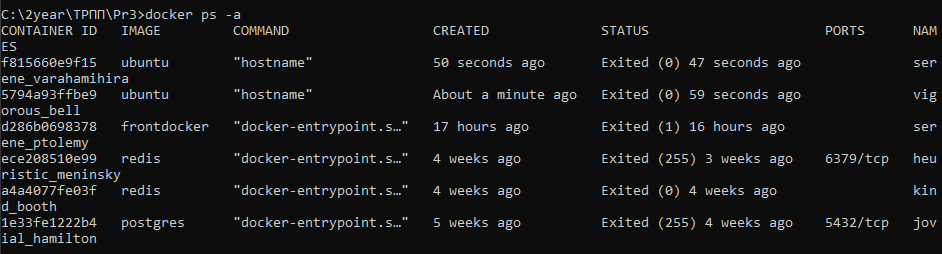 C:\2year\ТРПП\Pr3>docker ps -a
CONTAINER ID   IMAGE         COMMAND                  CREATED              STATUS                      PORTS      NAM
ES
f815660e9f15   ubuntu        "hostname"               50 seconds ago       Exited (0) 47 seconds ago              ser
ene_varahamihira
5794a93ffbe9   ubuntu        "hostname"               About a minute ago   Exited (0) 59 seconds ago              vig
orous_bell
d286b0698378   frontdocker   "docker-entrypoint.s…"   17 hours ago         Exited (1) 16 hours ago                ser
ene_ptolemy
ece208510e99   redis         "docker-entrypoint.s…"   4 weeks ago          Exited (255) 3 weeks ago    6379/tcp   heu
ristic_meninsky
a4a4077fe03f   redis         "docker-entrypoint.s…"   4 weeks ago          Exited (0) 4 weeks ago                 kin
d_booth
1e33fe1222b4   postgres      "docker-entrypoint.s…"   5 weeks ago          Exited (255) 4 weeks ago    5432/tcp   jov
ial_hamilton